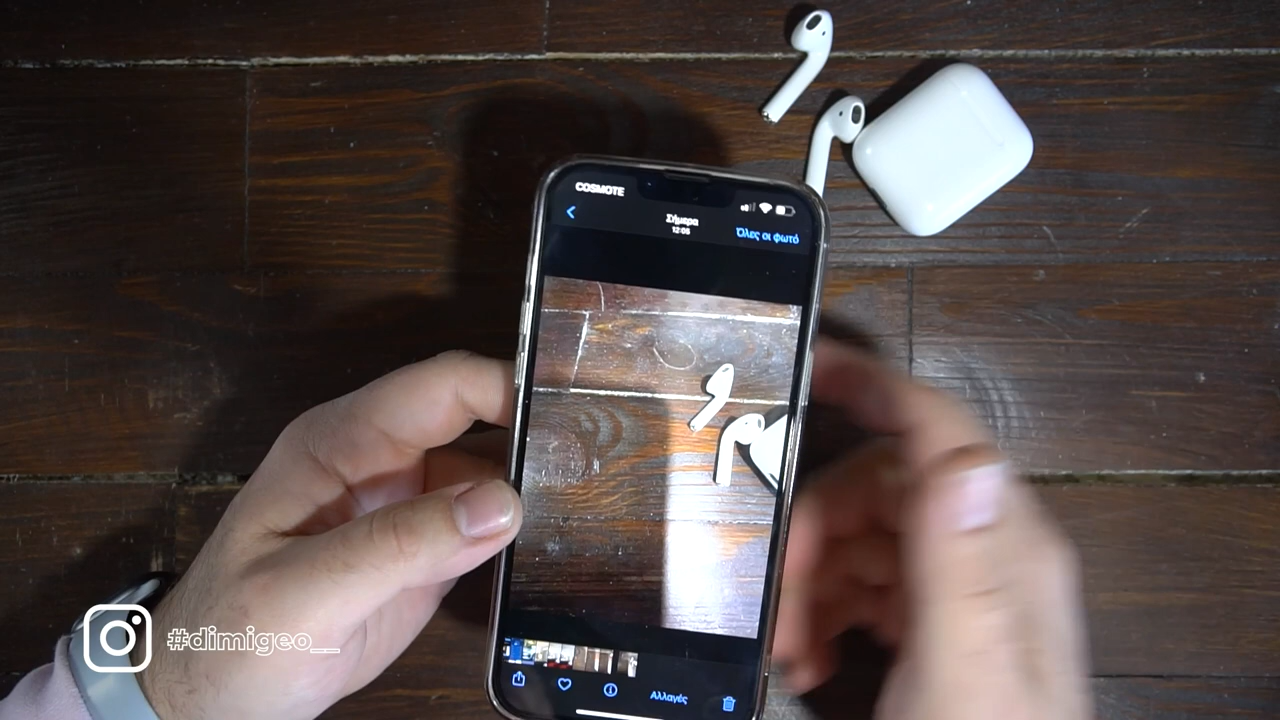 COSMOTE
Σήμερα
12:05
Όλες οι φωτό
Αλλαγές
#dimigeo__